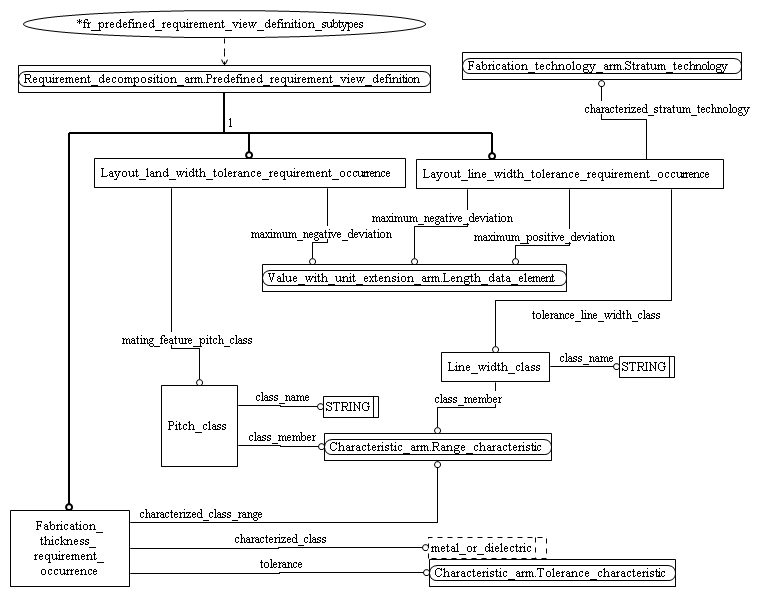 *fr_predefined_requirement_view_definition_subtypes
Requirement_decomposition_arm.Predefined_requirement_view_definition
Fabrication_technology_arm.Stratum_technology
characterized_stratum_technology
1
Layout_land_width_tolerance_requirement_occurrence
Layout_line_width_tolerance_requirement_occurrence
maximum_negative_deviation
maximum_negative_deviation
maximum_positive_deviation
Value_with_unit_extension_arm.Length_data_element
tolerance_line_width_class
mating_feature_pitch_class
Line_width_class
class_name
STRING
class_name
STRING
class_member
Pitch_class
class_member
Characteristic_arm.Range_characteristic
characterized_class_range
Fabrication_
thickness_
requirement_
occurrence
characterized_class
metal_or_dielectric
tolerance
Characteristic_arm.Tolerance_characteristic